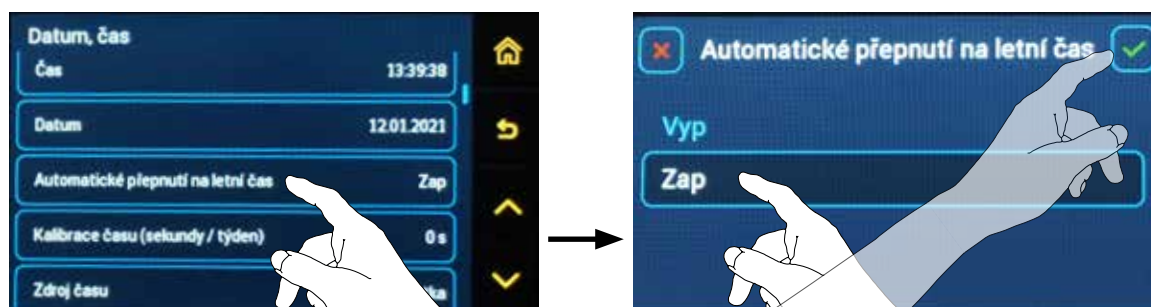 Datum, čas
Čas 13:39:38
Datum 12.01.2021
Automatické přepnutí na letní čas Zap
Kalibrace času (sekundy / týden) 0 s
Zdroj času
Automatické přepnutí na letní čas
Vyp
Zap